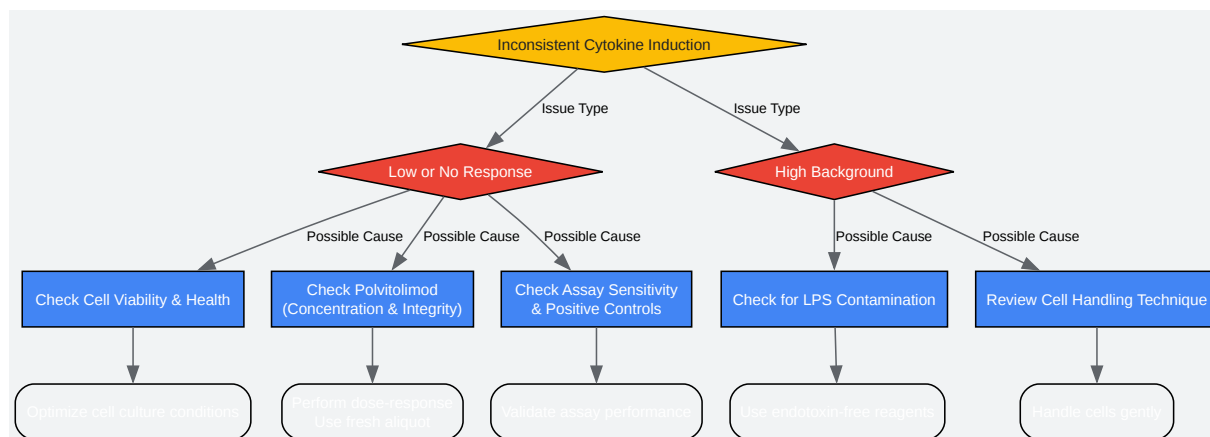 Inconsistent Cytokine Induction
Issue Type
Issue Type
Low or No Response
High Background
Possible Cause
Possible Cause
Possible Cause
Possible Cause
Possible Cause
Check Cell Viability & Health
Check Polvitolimod
(Concentration & Integrity)
Check Assay Sensitivity
& Positive Controls
Check for LPS Contamination
Review Cell Handling Technique
Optimize cell culture conditions
Perform dose-response
Use fresh aliquot
Validate assay performance
Use endotoxin-free reagents
Handle cells gently